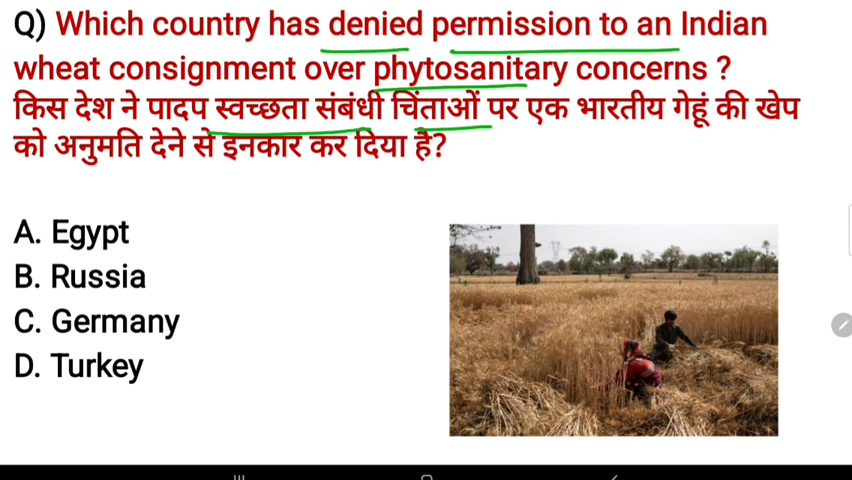 Q) Which country has denied permission to an Indian
wheat consignment over phytosanitary concerns ?
किस देश ने पादप स्वच्छता संबंधी चिंताओं पर एक भारतीय गेहूं की खेप
को अनुमति देने से इनकार कर दिया है?
A. Egypt
B. Russia
C. Germany
D. Turkey